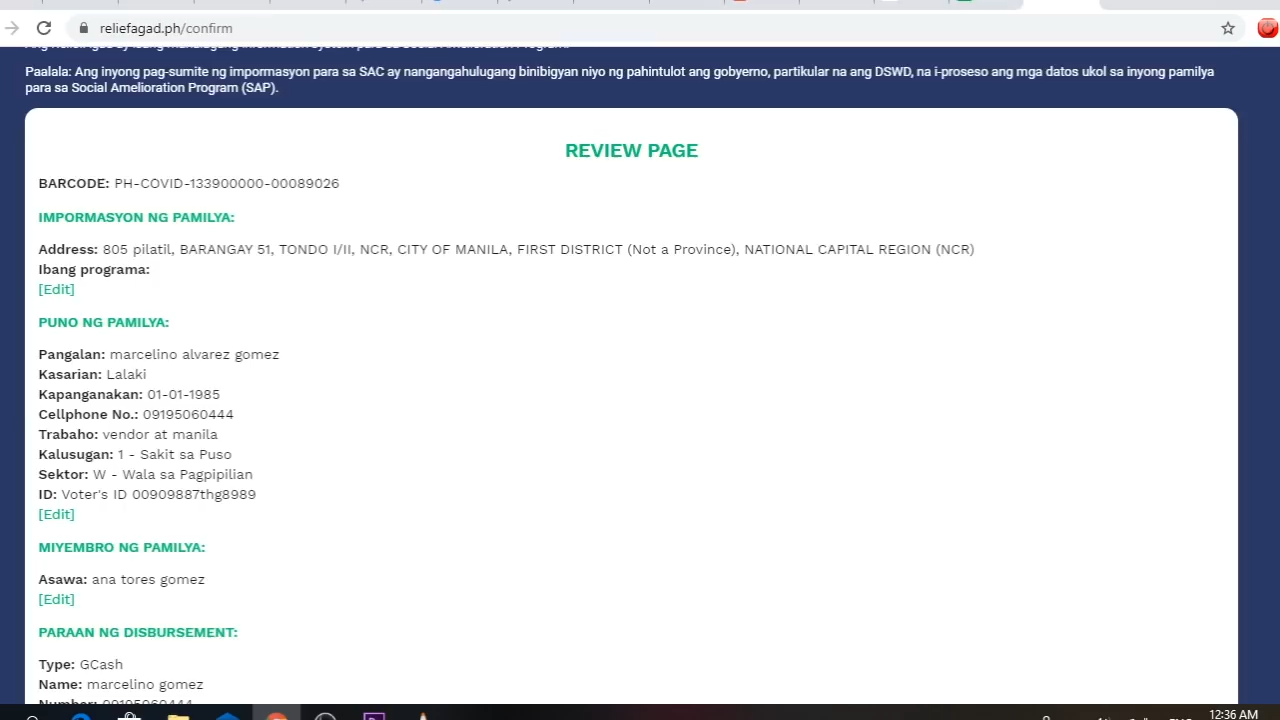 reliefagad.ph/confirm
Paalala: Ang inyong pag-sumite ng impormasyon para sa SAC ay nangangahulugang binibigyan niyo ng pahintulot ang gobyerno, partikular na ang DSWD, na i-proseso ang mga datos ukol sa inyong pamilya
para sa Social Amelioration Program (SAP).
REVIEW PAGE
BARCODE: PH-COVID-133900000-00089026
IMPORMASYON NG PAMILYA:
Address: 805 pilatil, BARANGAY 51, TONDO I/II, NCR, CITY OF MANILA, FIRST DISTRICT (Not a Province), NATIONAL CAPITAL REGION (NCR)
Ibang programa:
[Edit]
PUNO NG PAMILYA:
Pangalan: marcelino alvarez gomez
Kasarian: Lalaki
Kapanganakan: 01-01-1985
Cellphone No.: 09195060444
Trabaho: vendor at manila
Kalusugan: 1 - Sakit sa Puso
Sektor: W - Wala sa Pagpipilian
ID: Voter's ID 00909887thg8989
[Edit]
MIYEMBRO NG PAMILYA:
Asawa: ana tores gomez
[Edit]
PARAAN NG DISBURSEMENT:
Type: GCash
Name: marcelino gomez
Number: 09195060444
12:36 AM